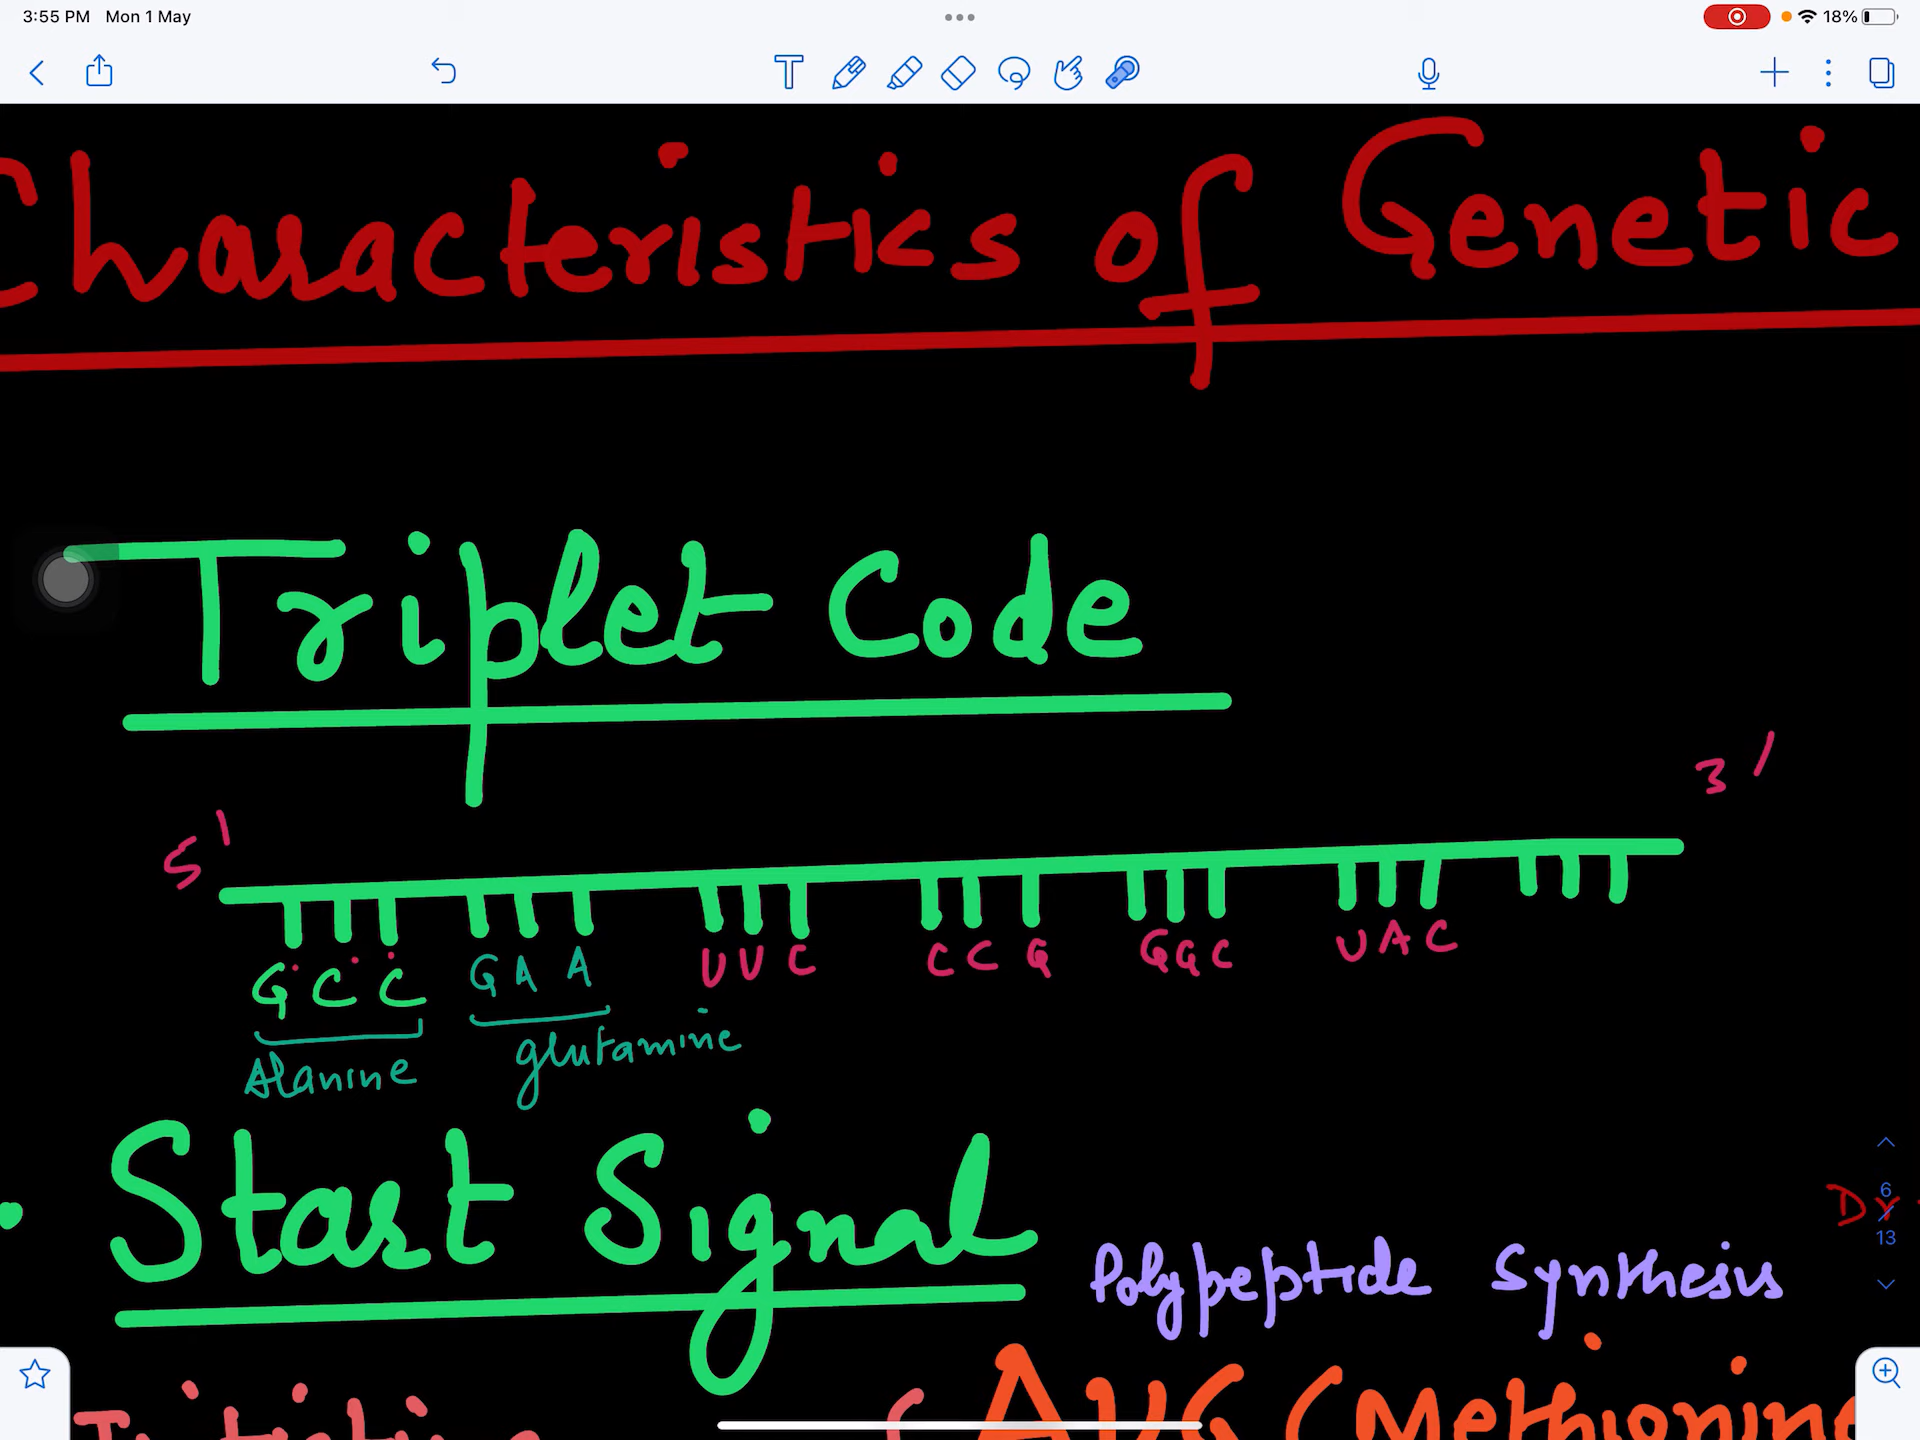 3:55 PM Mon 1 May
18%
Characteristics of Genetic
Triplet Code
5' 3'
GCC GAA UUC CCG GGC UAC
Alanine glutamine
Start Signal
Polypeptide Synthesis
6
13
(AUG (Methionine